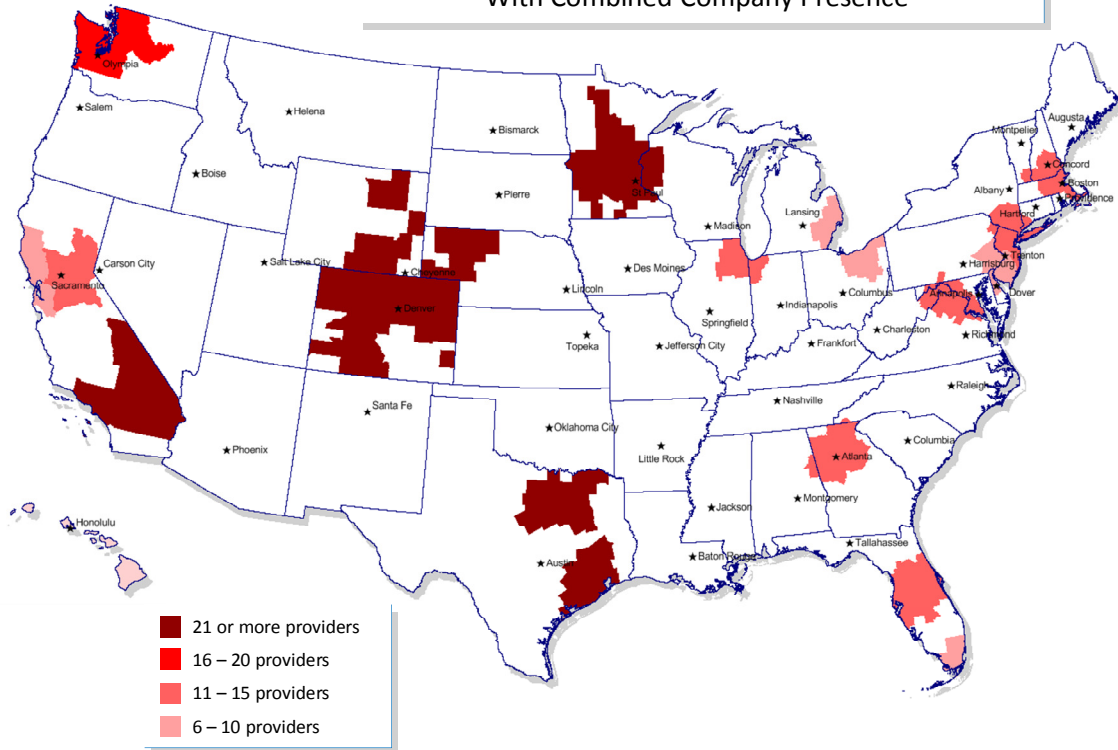 With Combined Company Presence
Olympia
Salem
Helena
Bismarck
Augusta
Montpelier
Boise
Pierre
St Paul
Concord
Albany
Boston
Providence
Hartford
Lansing
Madison
Carson City
Sacramento
Salt Lake City
Cheyenne
Des Moines
Lincoln
Trenton
Harrisburg
Dover
Columbus
Annapolis
Denver
Indianapolis
Springfield
Topeka
Jefferson City
Frankfort
Charleston
Richmond
Santa Fe
Nashville
Raleigh
Oklahoma City
Phoenix
Little Rock
Atlanta
Columbia
Montgomery
Jackson
Honolulu
Tallahassee
Austin
Baton Rouge
21 or more providers
16 – 20 providers
11 – 15 providers
6 – 10 providers